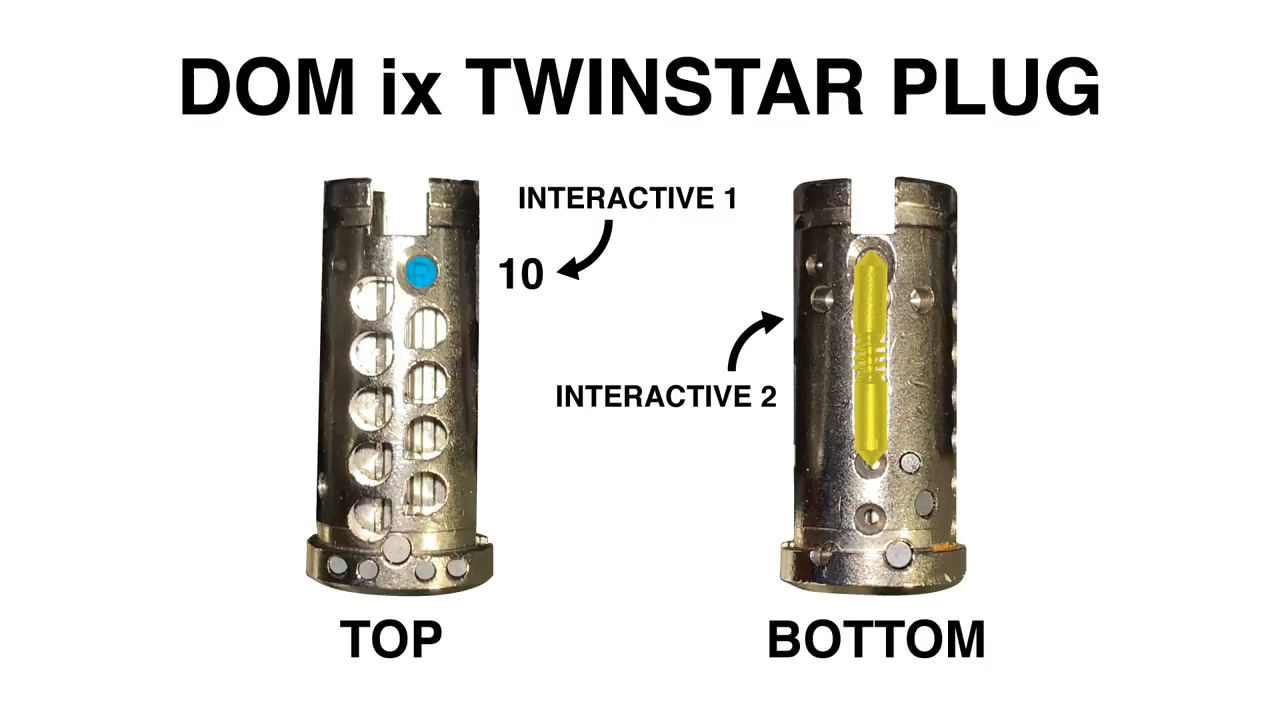 DOM ix TWINSTAR PLUG
INTERACTIVE 1
10
INTERACTIVE 2
TOP
BOTTOM